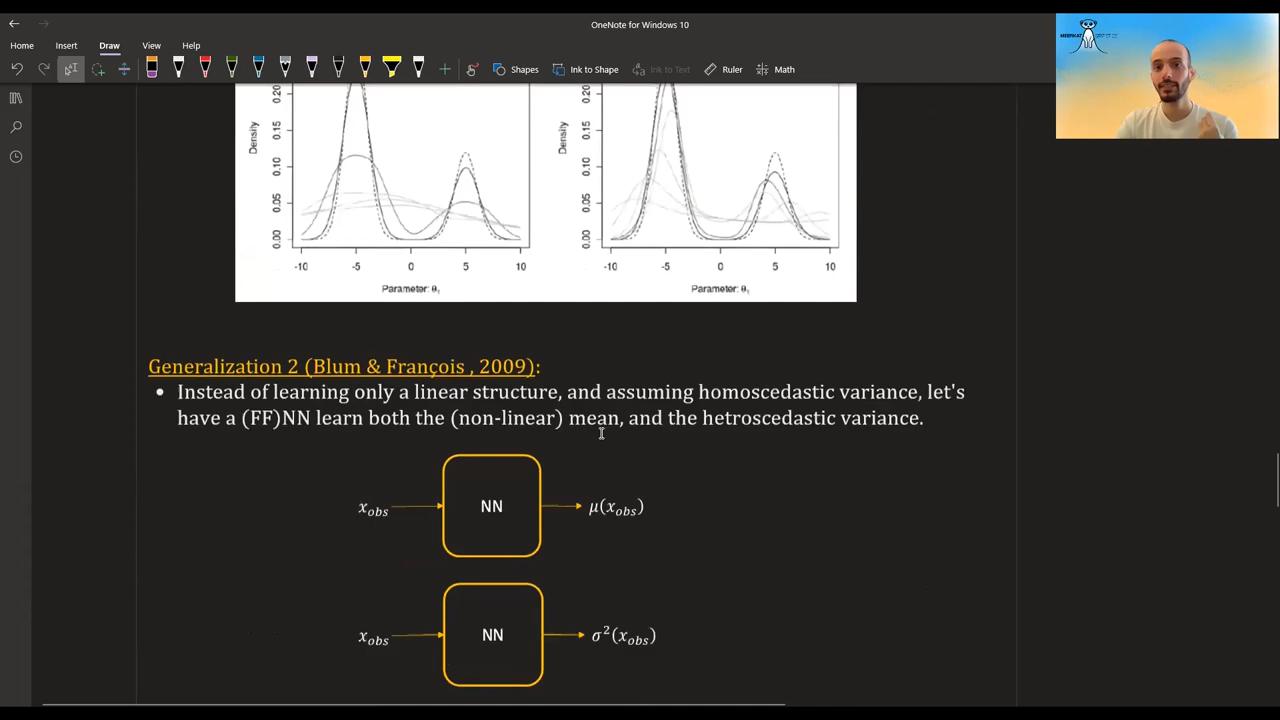 OneNote for Windows 10
Home Insert Draw View Help
Shapes Ink to Shape Ink to Text Ruler Math
MEERKAT
Density 0.00 0.05 0.10 0.15 0.20
-10 -5 0 5 10
Parameter: θ₁
Density 0.00 0.05 0.10 0.15 0.20
-10 -5 0 5 10
Parameter: θ₁
Generalization 2 (Blum & François , 2009):
• Instead of learning only a linear structure, and assuming homoscedastic variance, let's
have a (FF)NN learn both the (non-linear) mean, and the hetroscedastic variance.
x_obs NN μ(x_obs)
x_obs NN σ²(x_obs)